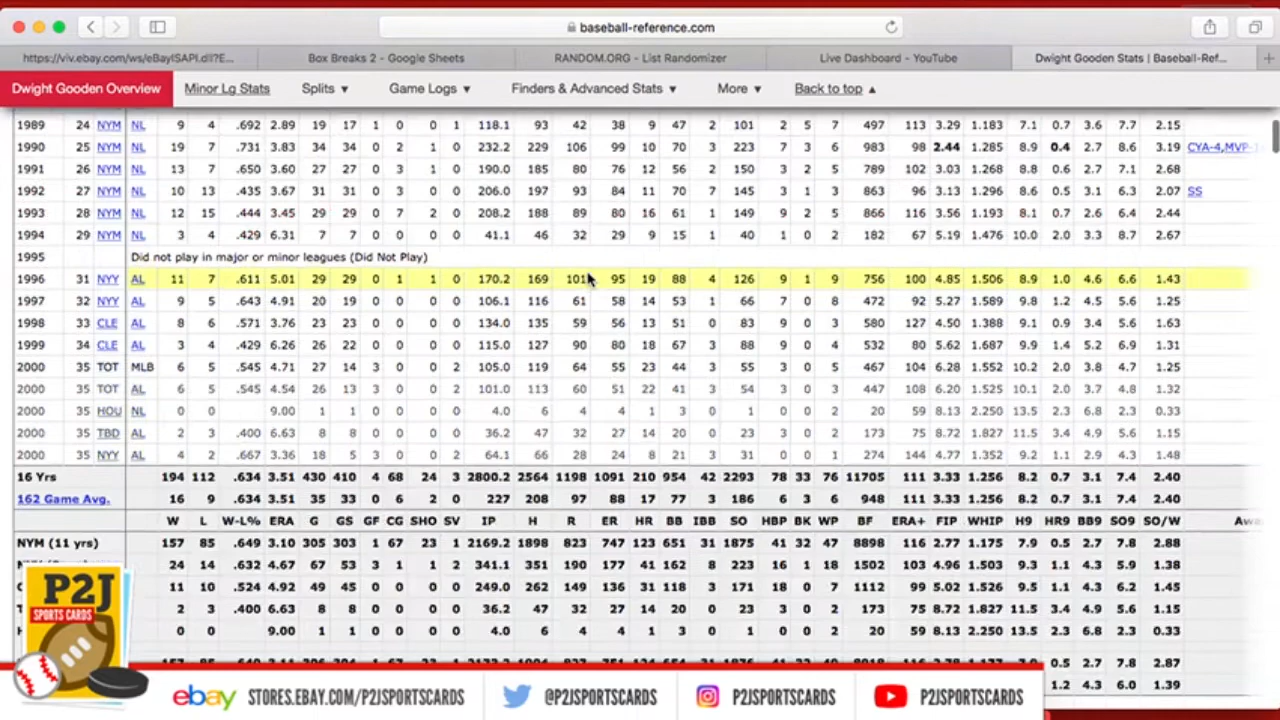 baseball-reference.com
https://viv.ebay.com/ws/eBayISAPI.dll?E... Box Breaks 2 - Google Sheets RANDOM.ORG - List Randomizer Live Dashboard - YouTube Dwight Gooden Stats | Baseball-Ref...
Dwight Gooden Overview Minor Lg Stats Splits ▼ Game Logs ▼ Finders & Advanced Stats ▼ More ▼ Back to top ▲
1989 24 NYM NL 9 4 .692 2.89 19 17 1 0 0 1 118.1 93 42 38 9 47 2 101 2 5 7 497 113 3.29 1.183 7.1 0.7 3.6 7.7 2.15
1990 25 NYM NL 19 7 .731 3.83 34 34 0 2 1 0 232.2 229 106 99 10 70 3 223 7 3 6 983 98 2.44 1.285 8.9 0.4 2.7 8.6 3.19 CYA-4,MVP-
1991 26 NYM NL 13 7 .650 3.60 27 27 0 3 1 0 190.0 185 80 76 12 56 2 150 3 2 5 789 102 3.03 1.268 8.8 0.6 2.7 7.1 2.68
1992 27 NYM NL 10 13 .435 3.67 31 31 0 3 0 0 206.0 197 93 84 11 70 7 145 3 1 3 863 96 3.13 1.296 8.6 0.5 3.1 6.3 2.07 SS
1993 28 NYM NL 12 15 .444 3.45 29 29 0 7 2 0 208.2 188 89 80 16 61 1 149 9 2 5 866 116 3.56 1.193 8.1 0.7 2.6 6.4 2.44
1994 29 NYM NL 3 4 .429 6.31 7 7 0 0 0 0 41.1 46 32 29 9 15 1 40 1 0 2 182 67 5.19 1.476 10.0 2.0 3.3 8.7 2.67
1995 Did not play in major or minor leagues (Did Not Play)
1996 31 NYY AL 11 7 .611 5.01 29 29 0 1 1 0 170.2 169 101 95 19 88 4 126 9 1 9 756 100 4.85 1.506 8.9 1.0 4.6 6.6 1.43
1997 32 NYY AL 9 5 .643 4.91 20 19 0 0 0 0 106.1 116 61 58 14 53 1 66 7 0 8 472 92 5.27 1.589 9.8 1.2 4.5 5.6 1.25
1998 33 CLE AL 8 6 .571 3.76 23 23 0 0 0 0 134.0 135 59 56 13 51 0 83 9 0 3 580 127 4.50 1.388 9.1 0.9 3.4 5.6 1.63
1999 34 CLE AL 3 4 .429 6.26 26 22 0 0 0 0 115.0 127 90 80 18 67 3 88 9 0 4 532 80 5.62 1.687 9.9 1.4 5.2 6.9 1.31
2000 35 TOT MLB 6 5 .545 4.71 27 14 3 0 0 2 105.0 119 64 55 23 44 3 55 3 0 5 467 104 6.28 1.552 10.2 2.0 3.8 4.7 1.25
2000 35 TOT AL 6 5 .545 4.54 26 13 3 0 0 2 101.0 113 60 51 22 41 3 54 3 0 3 447 108 6.20 1.525 10.1 2.0 3.7 4.8 1.32
2000 35 HOU NL 0 0 9.00 1 1 0 0 0 0 4.0 6 4 4 1 3 0 1 0 0 2 20 59 8.13 2.250 13.5 2.3 6.8 2.3 0.33
2000 35 TBD AL 2 3 .400 6.63 8 8 0 0 0 0 36.2 47 32 27 14 20 0 23 3 0 2 173 75 8.72 1.827 11.5 3.4 4.9 5.6 1.15
2000 35 NYY AL 4 2 .667 3.36 18 5 3 0 0 2 64.1 66 28 24 8 21 3 31 0 0 1 274 144 4.77 1.352 9.2 1.1 2.9 4.3 1.48
16 Yrs 194 112 .634 3.51 430 410 4 68 24 3 2800.2 2564 1198 1091 210 954 42 2293 78 33 76 11705 111 3.33 1.256 8.2 0.7 3.1 7.4 2.40
162 Game Avg. 16 9 .634 3.51 35 33 0 6 2 0 227 208 97 88 17 77 3 186 6 3 6 948 111 3.33 1.256 8.2 0.7 3.1 7.4 2.40
W L W-L% ERA G GS GF CG SHO SV IP H R ER HR BB IBB SO HBP BK WP BF ERA+ FIP WHIP H9 HR9 BB9 SO9 SO/W
NYM (11 yrs) 157 85 .649 3.10 305 303 1 67 23 1 2169.2 1898 823 747 123 651 31 1875 41 32 47 8898 116 2.77 1.175 7.9 0.5 2.7 7.8 2.88
24 14 .632 4.67 67 53 3 1 1 2 341.1 351 190 177 41 162 8 223 16 1 18 1502 103 4.96 1.503 9.3 1.1 4.3 5.9 1.38
11 10 .524 4.92 49 45 0 0 0 0 249.0 262 149 136 31 118 3 171 18 0 7 1112 99 5.02 1.526 9.5 1.1 4.3 6.2 1.45
2 3 .400 6.63 8 8 0 0 0 0 36.2 47 32 27 14 20 0 23 3 0 2 173 75 8.72 1.827 11.5 3.4 4.9 5.6 1.15
0 0 9.00 1 1 0 0 0 0 4.0 6 4 4 1 3 0 1 0 0 2 20 59 8.13 2.250 13.5 2.3 6.8 2.3 0.33
0.5 2.7 7.8 2.87
1.2 4.3 6.0 1.39
P2J
SPORTS CARDS
ebay STORES.EBAY.COM/P2JSPORTSCARDS @P2JSPORTSCARDS P2JSPORTSCARDS P2JSPORTSCARDS